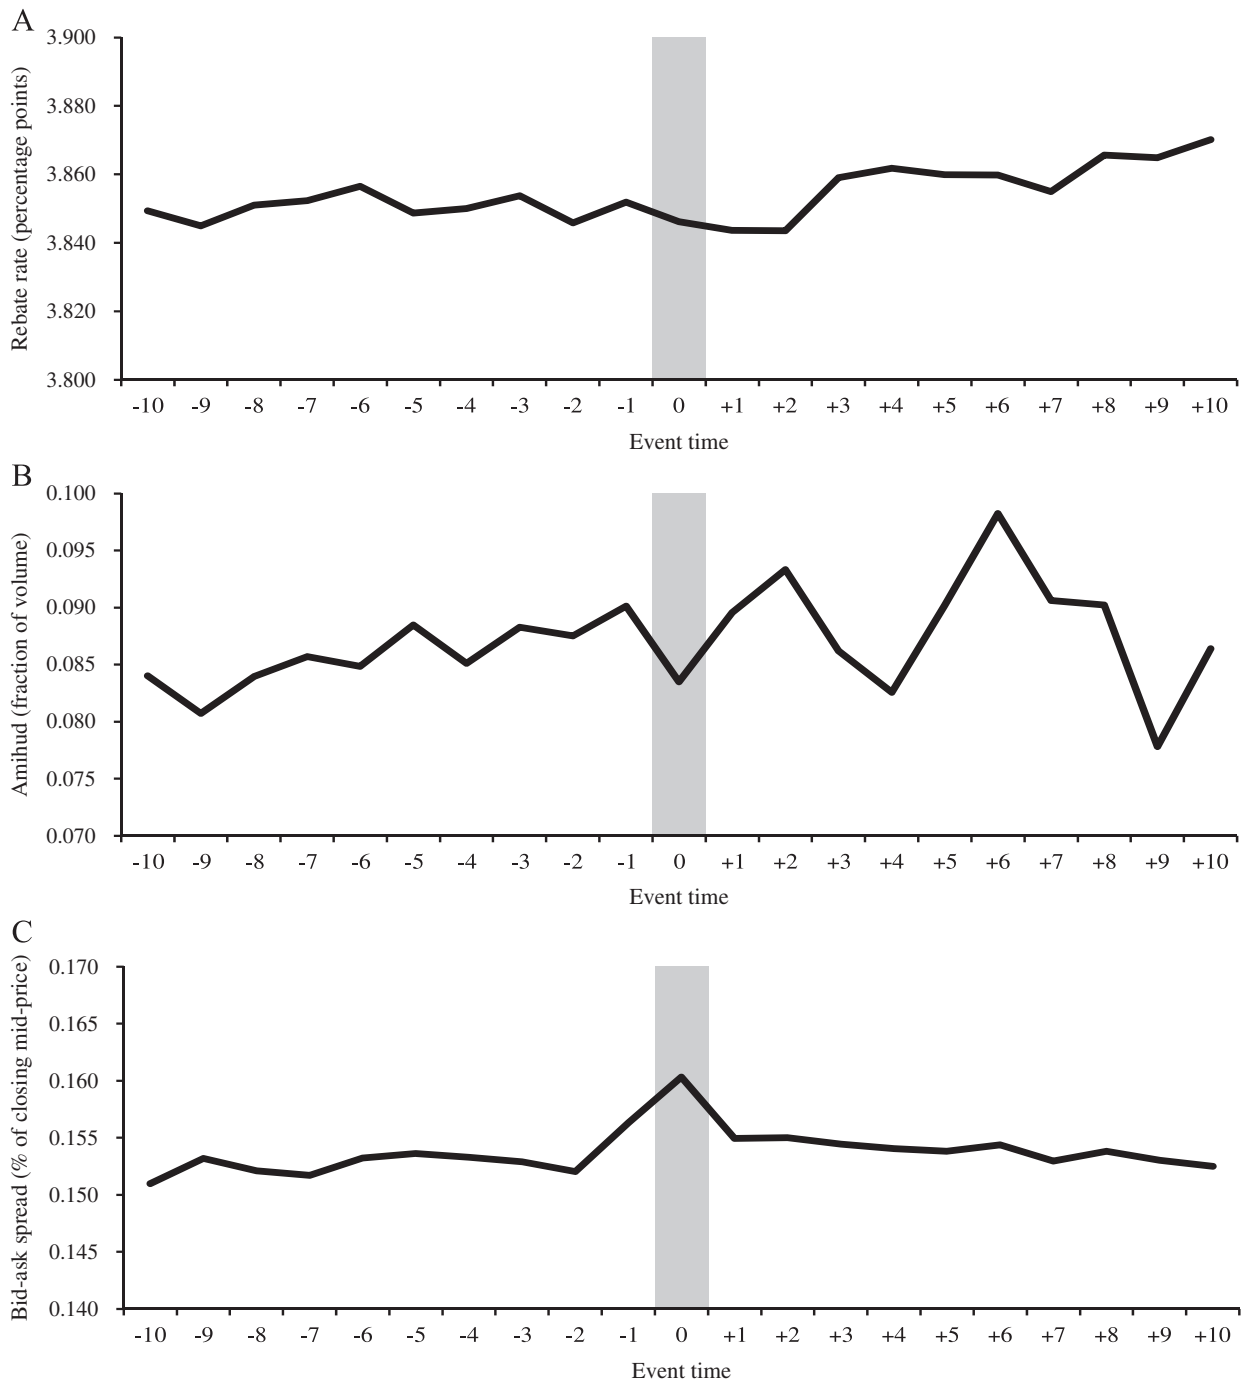 A
Rebate rate (percentage points)
3.900
3.880
3.860
3.840
3.820
3.800
-10 -9 -8 -7 -6 -5 -4 -3 -2 -1 0 +1 +2 +3 +4 +5 +6 +7 +8 +9 +10
Event time
B
Amihud (fraction of volume)
0.100
0.095
0.090
0.085
0.080
0.075
0.070
-10 -9 -8 -7 -6 -5 -4 -3 -2 -1 0 +1 +2 +3 +4 +5 +6 +7 +8 +9 +10
Event time
C
Bid-ask spread (% of closing mid-price)
0.170
0.165
0.160
0.155
0.150
0.145
0.140
-10 -9 -8 -7 -6 -5 -4 -3 -2 -1 0 +1 +2 +3 +4 +5 +6 +7 +8 +9 +10
Event time